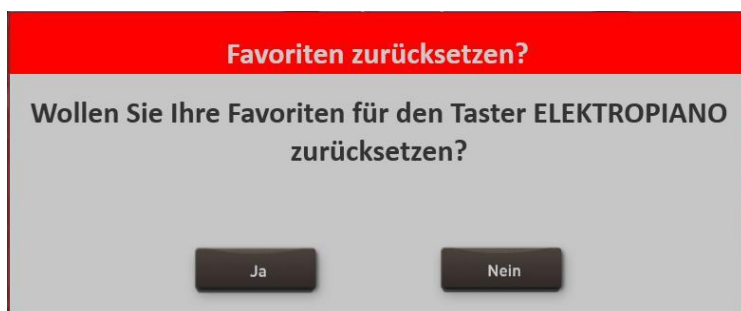 Favoriten zurücksetzen?
Wollen Sie Ihre Favoriten für den Taster ELEKTROPIANO
zurücksetzen?
Ja
Nein